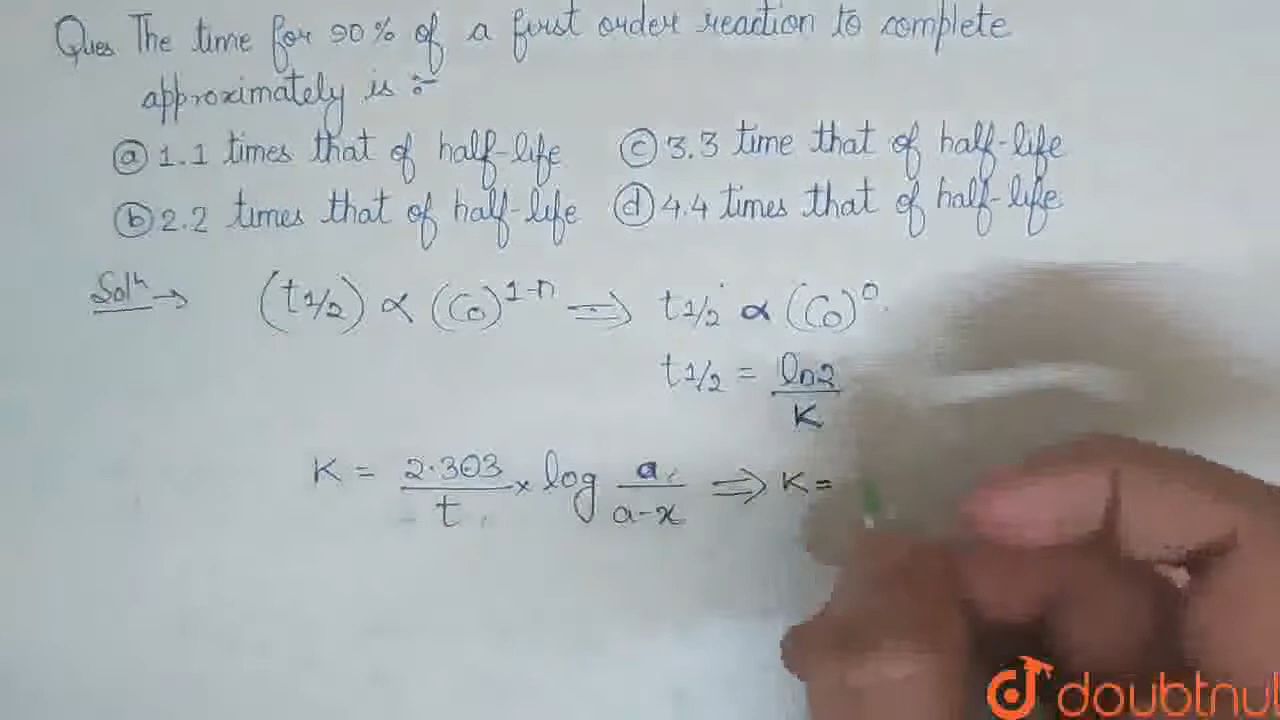 Ques The time for 90% of a first order reaction to complete
approximately is :-
(a) 1.1 times that of half-life (c) 3.3 time that of half-life
(b) 2.2 times that of half-life (d) 4.4 times that of half-life
Solⁿ → (t1/2) ∝ (C₀)^1-n ⟹ t1/2 ∝ (C₀)^0
t1/2 = ln2/K
K = 2.303/t × log a/a-x ⟹ K =
doubtnut